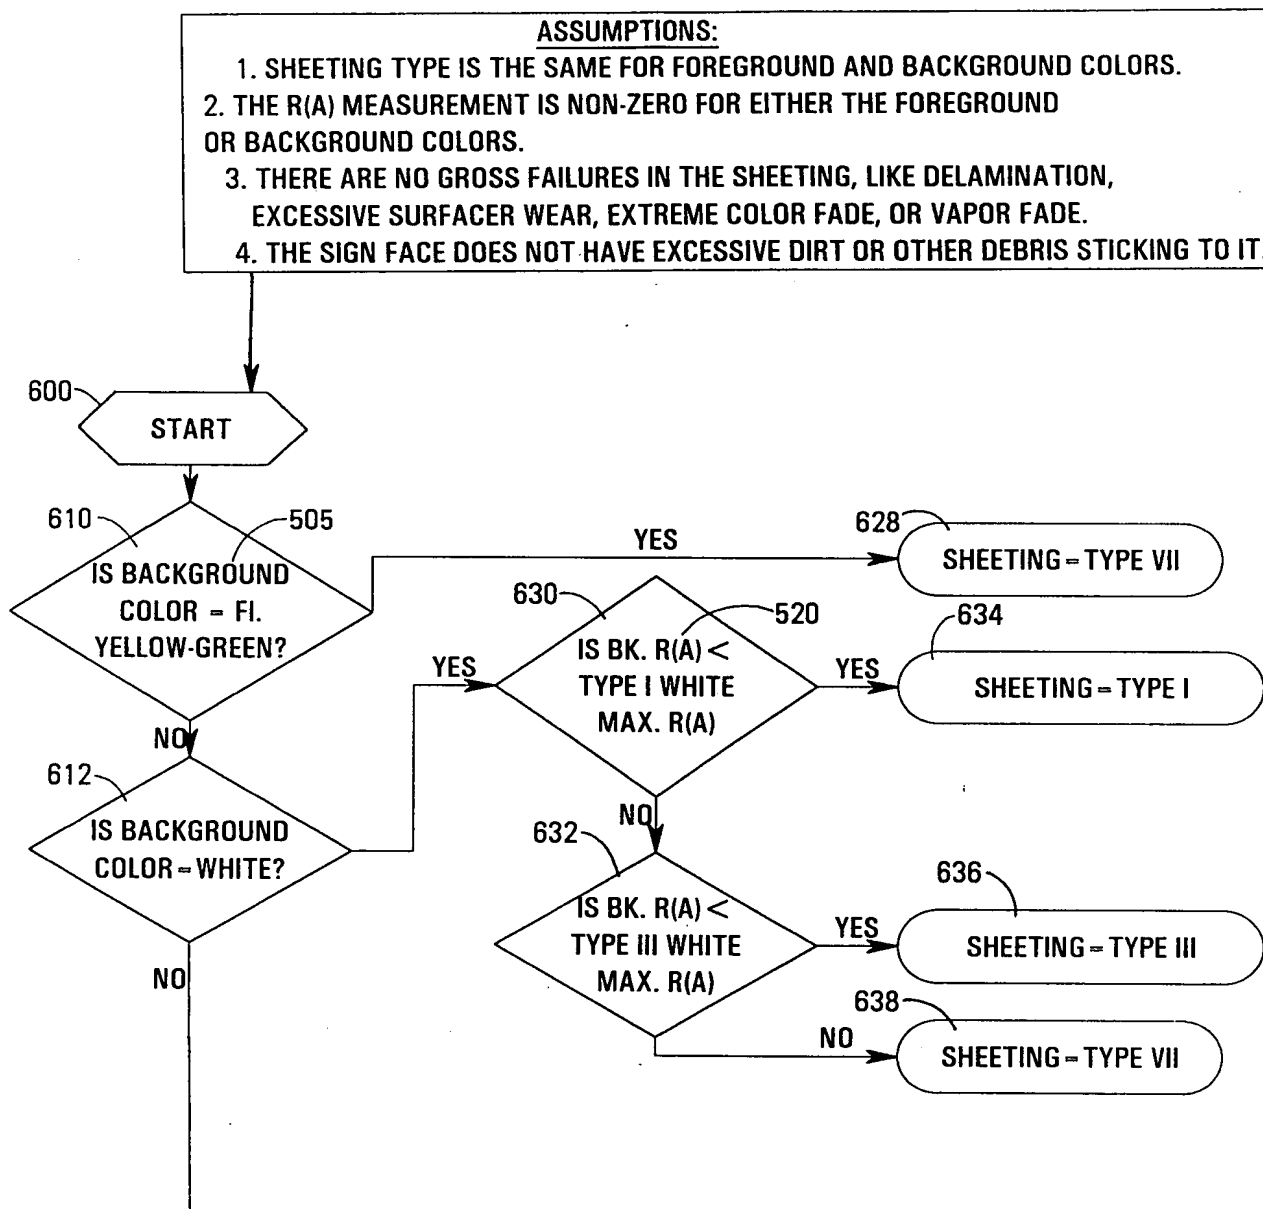 ASSUMPTIONS:
1. SHEETING TYPE IS THE SAME FOR FOREGROUND AND BACKGROUND COLORS.
2. THE R(A) MEASUREMENT IS NON-ZERO FOR EITHER THE FOREGROUND
OR BACKGROUND COLORS.
3. THERE ARE NO GROSS FAILURES IN THE SHEETING, LIKE DELAMINATION,
EXCESSIVE SURFACER WEAR, EXTREME COLOR FADE, OR VAPOR FADE.
4. THE SIGN FACE DOES NOT HAVE EXCESSIVE DIRT OR OTHER DEBRIS STICKING TO IT.
600
START
610
505
IS BACKGROUND
COLOR = FI.
YELLOW-GREEN?
YES
628
SHEETING = TYPE VII
NO
630
520
IS BK. R(A) <
TYPE I WHITE
MAX. R(A)
YES
634
SHEETING = TYPE I
612
IS BACKGROUND
COLOR = WHITE?
YES
NO
NO
632
IS BK. R(A) <
TYPE III WHITE
MAX. R(A)
YES
636
SHEETING = TYPE III
NO
638
SHEETING = TYPE VII